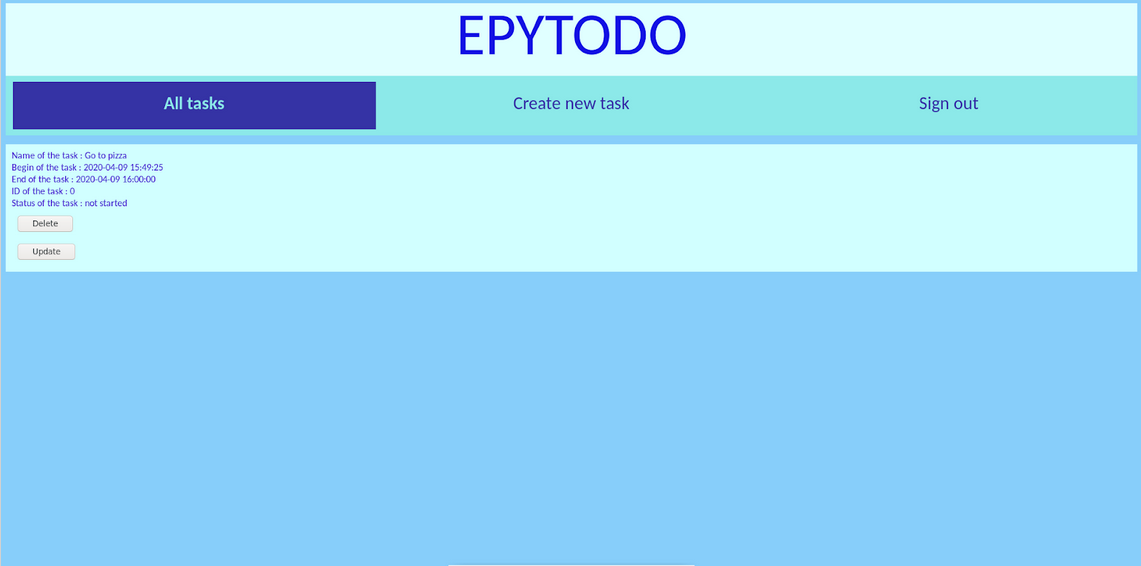 EPYTODO
All tasks
Create new task
Sign out
Name of the task : Go to pizza
Begin of the task : 2020-04-09 15:49:25
End of the task : 2020-04-09 16:00:00
ID of the task : 0
Status of the task : not started
Delete
Update